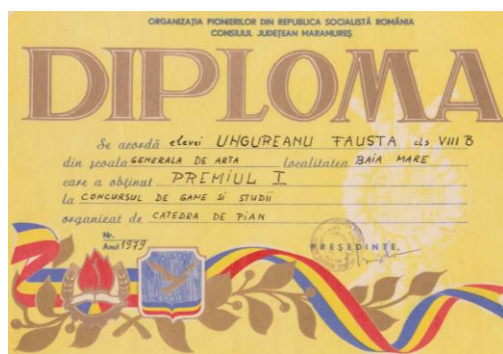 ORGANIZAȚIA PIONIERILOR DIN REPUBLICA SOCIALISTĂ ROMÂNIA
CONSILIUL JUDEȚEAN MARAMUREȘ
DIPLOMA
Se acordă elevei UNGUREANU FAUSTA cls VIII B
din școala GENERALA DE ARTA localitatea BAIA MARE
care a obținut PREMIUL I
la CONCURSUL DE GAME SI STUDII
organizat de CATEDRA DE PIAN
Nr.
Anul 1979
PREȘEDINTE,